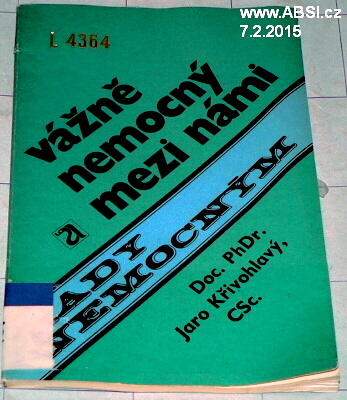 www.ABSI.cz
7.2.2015
L 4364
vážně
nemocný
mezi námi
a
RADY
NEMOCNÝM
Doc. PhDr.
Jaro Křivohlavý,
CSc.